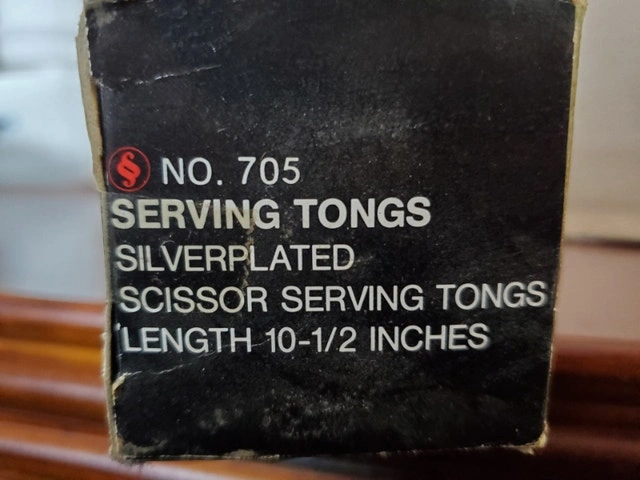 NO. 705
SERVING TONGS
SILVERPLATED
SCISSOR SERVING TONGS
LENGTH 10-1/2 INCHES